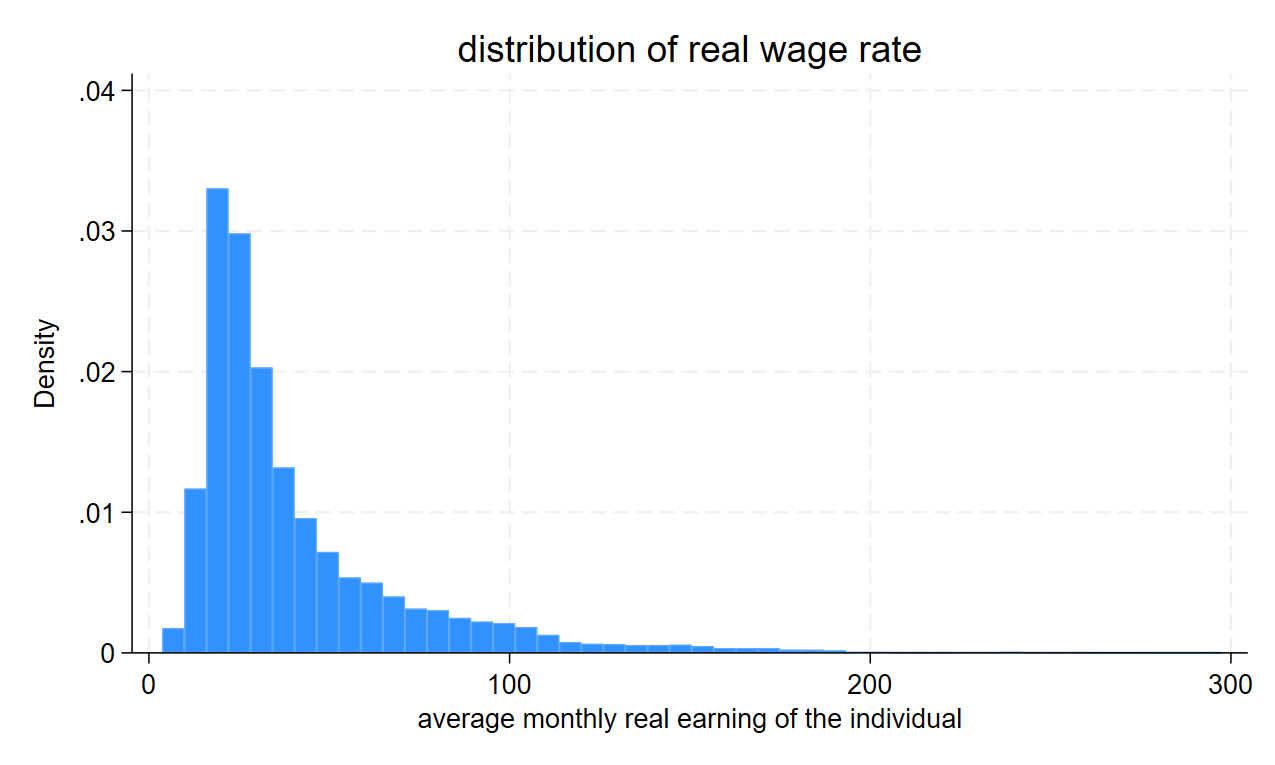 distribution of real wage rate
.04
.03
.02
.01
0
Density
0 100 200 300
average monthly real earning of the individual